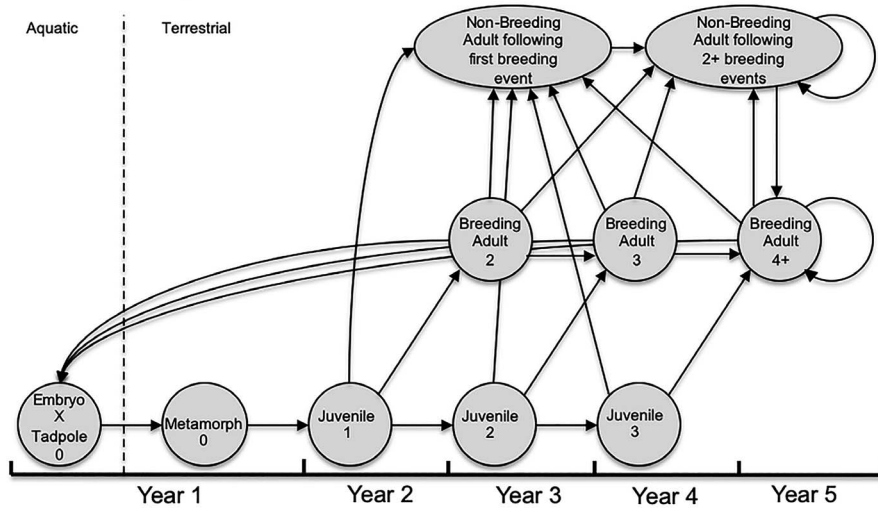 Aquatic
Terrestrial
Non-Breeding
Adult following
first breeding
event
Non-Breeding
Adult following
2+ breeding
events
Breeding
Adult
2
Breeding
Adult
3
Breeding
Adult
4+
Embryo
X
Tadpole
0
Metamorph
0
Juvenile
1
Juvenile
2
Juvenile
3
Year 1
Year 2
Year 3
Year 4
Year 5